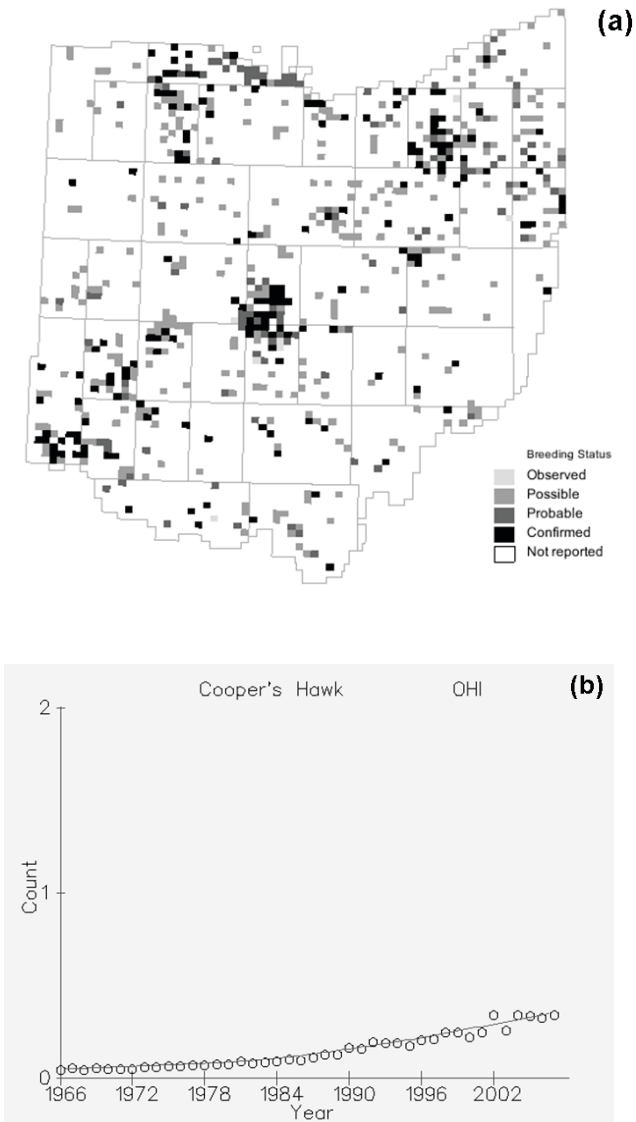 (a)
Breeding Status
Observed
Possible
Probable
Confirmed
Not reported
Cooper's Hawk OHI (b)
2
Count
1
0
1966 1972 1978 1984 1990 1996 2002
Year